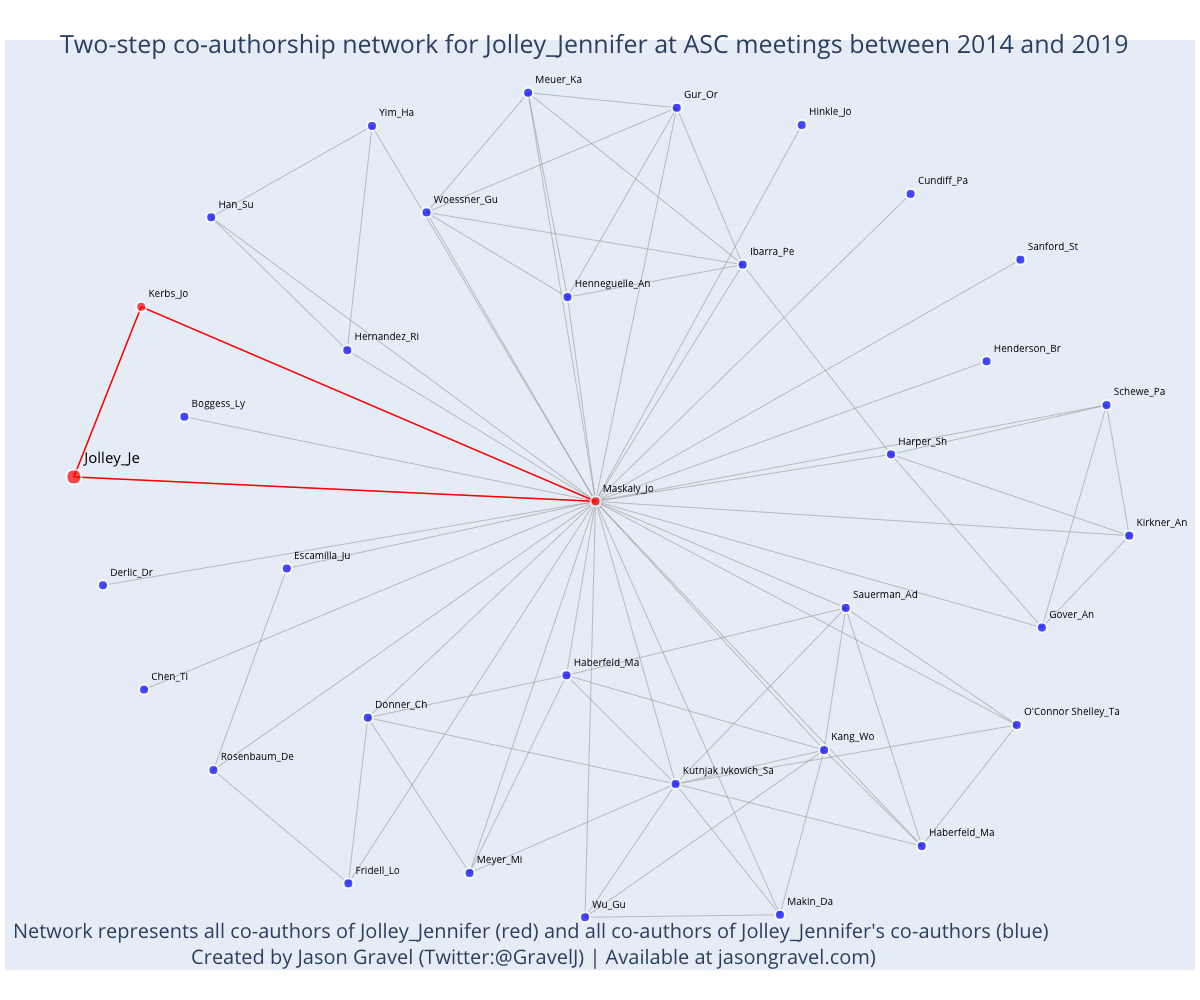 Two-step co-authorship network for Jolley_Jennifer at ASC meetings between 2014 and 2019
Meuer_Ka
Gur_Or
Yim_Ha
Hinkle_Jo
Cundiff_Pa
Woessner_Gu
Han_Su
Sanford_St
Ibarra_Pe
Henneguelle_An
Kerbs_Jo
Hernandez_Ri
Henderson_Br
Schewe_Pa
Boggess_Ly
Harper_Sh
Jolley_Je
Maskaly_Jo
Kirkner_An
Escamilla_Ju
Derlic_Dr
Sauerman_Ad
Gover_An
Haberfeld_Ma
Chen_Ti
Donner_Ch
O'Connor Shelley_Ta
Kang_Wo
Rosenbaum_De
Kutnjak Ivkovich_Sa
Haberfeld_Ma
Meyer_Mi
Fridell_Lo
Makin_Da
Wu_Gu
Network represents all co-authors of Jolley_Jennifer (red) and all co-authors of Jolley_Jennifer's co-authors (blue)
Created by Jason Gravel (Twitter:@GravelJ) | Available at jasongravel.com)